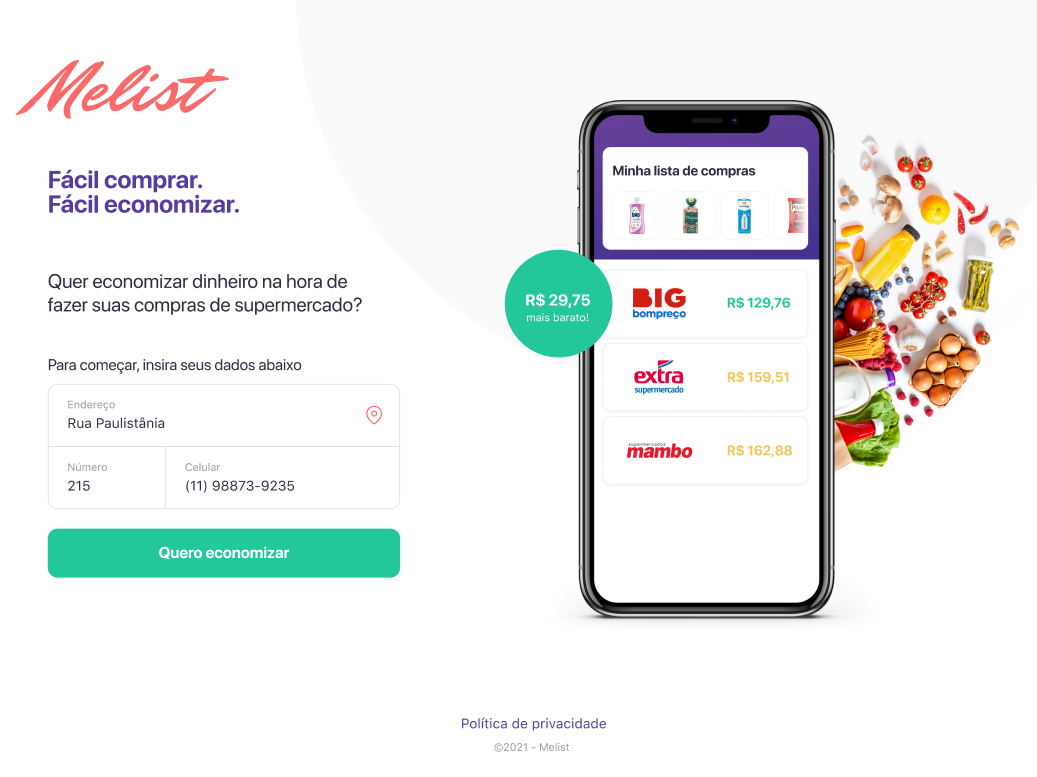 Melist
Fácil comprar.
Fácil economizar.
Quer economizar dinheiro na hora de
fazer suas compras de supermercado?
Para começar, insira seus dados abaixo
Endereço
Rua Paulistânia
Número
215
Celular
(11) 98873-9235
Quero economizar
Minha lista de compras
R$ 29,75
mais barato!
BIG
bompreço
R$ 129,76
extra
supermercado
R$ 159,51
supermercados
mambo
R$ 162,88
Política de privacidade
©2021 - Melist